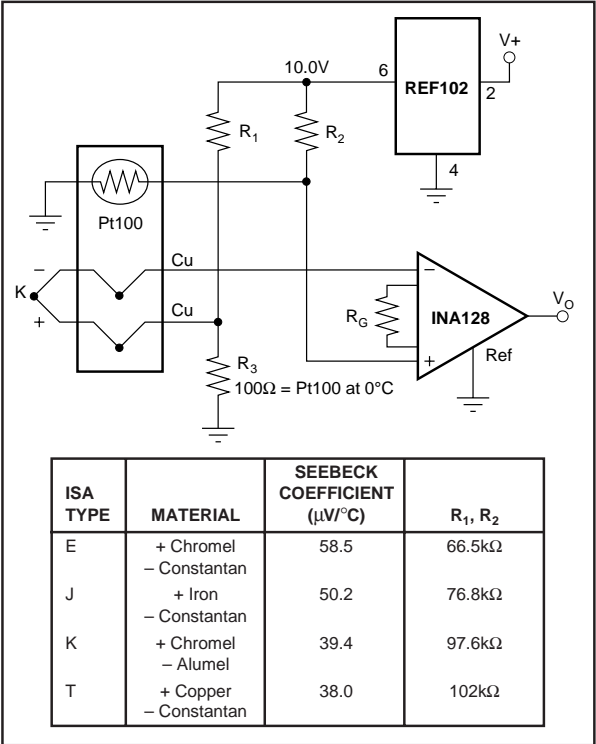 V+
10.0V
6
REF102
2
R1
R2
4
Pt100
Cu
K
–
+
Cu
–
RG
INA128
VO
+
Ref
R3
100Ω = Pt100 at 0°C
ISA TYPE
MATERIAL
SEEBECK COEFFICIENT (μV/°C)
R1, R2
E
+ Chromel
– Constantan
58.5
66.5kΩ
J
+ Iron
– Constantan
50.2
76.8kΩ
K
+ Chromel
– Alumel
39.4
97.6kΩ
T
+ Copper
– Constantan
38.0
102kΩ